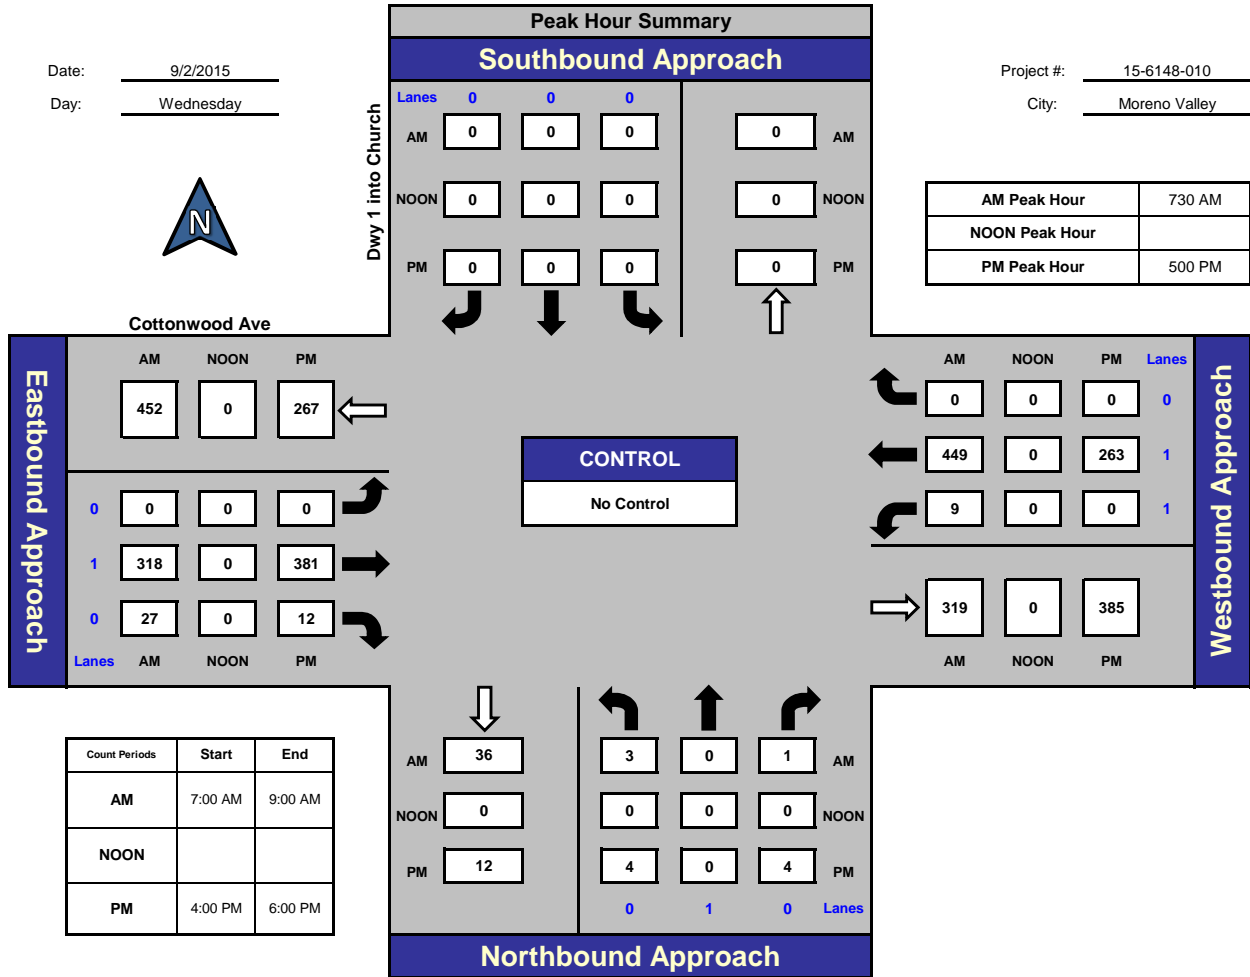 Peak Hour Summary
Southbound Approach
Date: 9/2/2015
Day: Wednesday
Project #: 15-6148-010
City: Moreno Valley
N
Dwy 1 into Church
Lanes 0 0 0
AM 0 0 0 0 AM
NOON 0 0 0 0 NOON
PM 0 0 0 0 PM
AM Peak Hour 730 AM
NOON Peak Hour
PM Peak Hour 500 PM
Cottonwood Ave
Eastbound Approach
AM NOON PM
452 0 267
0 0 0 0
1 318 0 381
0 27 0 12
Lanes AM NOON PM
CONTROL
No Control
AM NOON PM Lanes
0 0 0 0
449 0 263 1
9 0 0 1
319 0 385
AM NOON PM
Westbound Approach
Count Periods Start End
AM 7:00 AM 9:00 AM
NOON
PM 4:00 PM 6:00 PM
AM 36 3 0 1 AM
NOON 0 0 0 0 NOON
PM 12 4 0 4 PM
0 1 0 Lanes
Northbound Approach